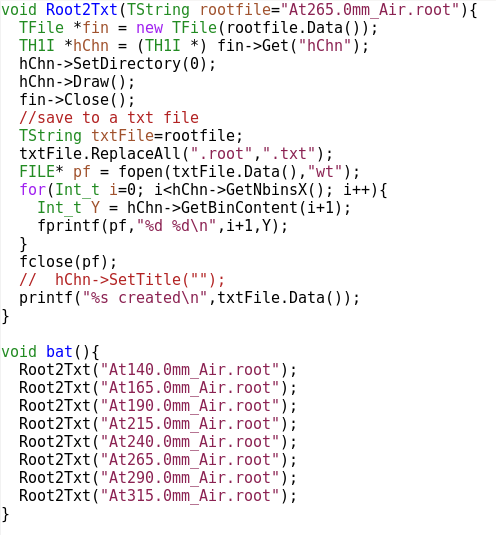 void Root2Txt(TString rootfile="At265.0mm_Air.root"){
  TFile *fin = new TFile(rootfile.Data());
  TH1I *hChn = (TH1I *) fin->Get("hChn");
  hChn->SetDirectory(0);
  hChn->Draw();
  fin->Close();
  //save to a txt file
  TString txtFile=rootfile;
  txtFile.ReplaceAll(".root",".txt");
  FILE* pf = fopen(txtFile.Data(),"wt");
  for(Int_t i=0; i<hChn->GetNbinsX(); i++){
    Int_t Y = hChn->GetBinContent(i+1);
    fprintf(pf,"%d %d\n",i+1,Y);
  }
  fclose(pf);
  //  hChn->SetTitle("");
  printf("%s created\n",txtFile.Data());
}

void bat(){
  Root2Txt("At140.0mm_Air.root");
  Root2Txt("At165.0mm_Air.root");
  Root2Txt("At190.0mm_Air.root");
  Root2Txt("At215.0mm_Air.root");
  Root2Txt("At240.0mm_Air.root");
  Root2Txt("At265.0mm_Air.root");
  Root2Txt("At290.0mm_Air.root");
  Root2Txt("At315.0mm_Air.root");
}